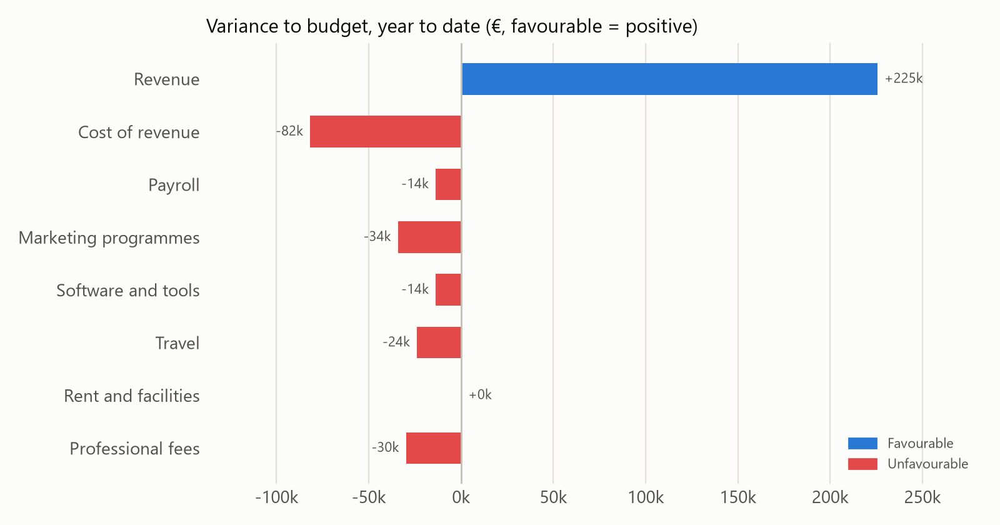 Variance to budget, year to date (€, favourable = positive)
Revenue
+225k
Cost of revenue
-82k
Payroll
-14k
Marketing programmes
-34k
Software and tools
-14k
Travel
-24k
Rent and facilities
+0k
Professional fees
-30k
Favourable
Unfavourable
-100k -50k 0k 50k 100k 150k 200k 250k